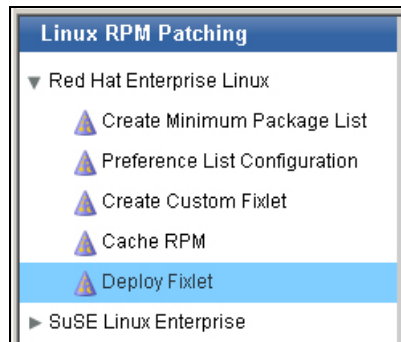 Linux RPM Patching
Red Hat Enterprise Linux
Create Minimum Package List
Preference List Configuration
Create Custom Fixlet
Cache RPM
Deploy Fixlet
SuSE Linux Enterprise